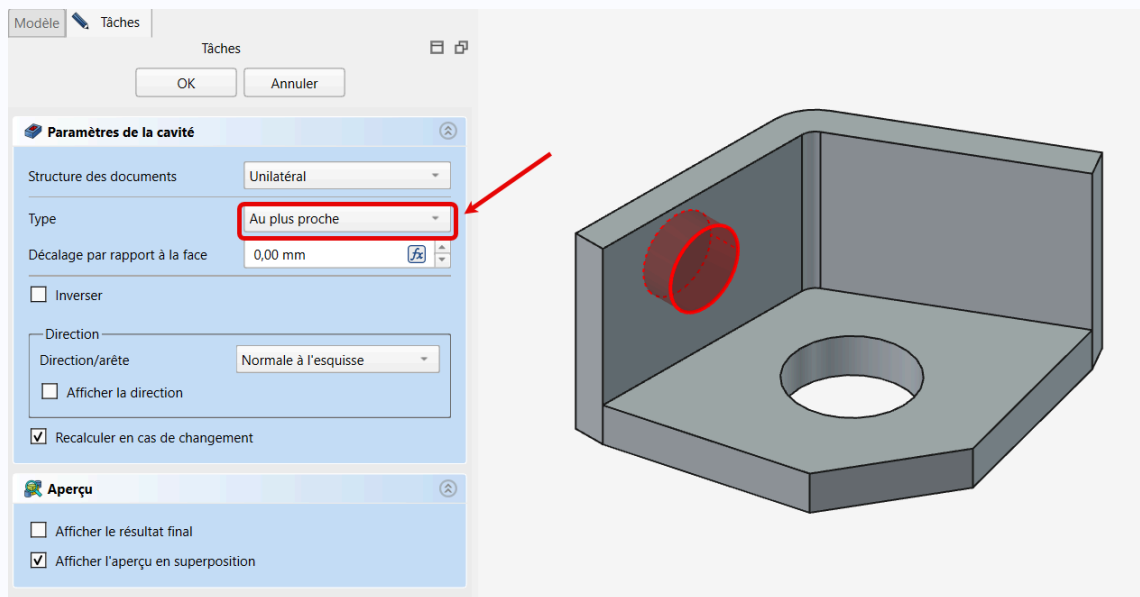 Modèle Tâches
Tâches
OK Annuler
Paramètres de la cavité
Structure des documents Unilatéral
Type Au plus proche
Décalage par rapport à la face 0,00 mm fx
Inverser
Direction
Direction/arête Normale à l'esquisse
Afficher la direction
Recalculer en cas de changement
Aperçu
Afficher le résultat final
Afficher l'aperçu en superposition